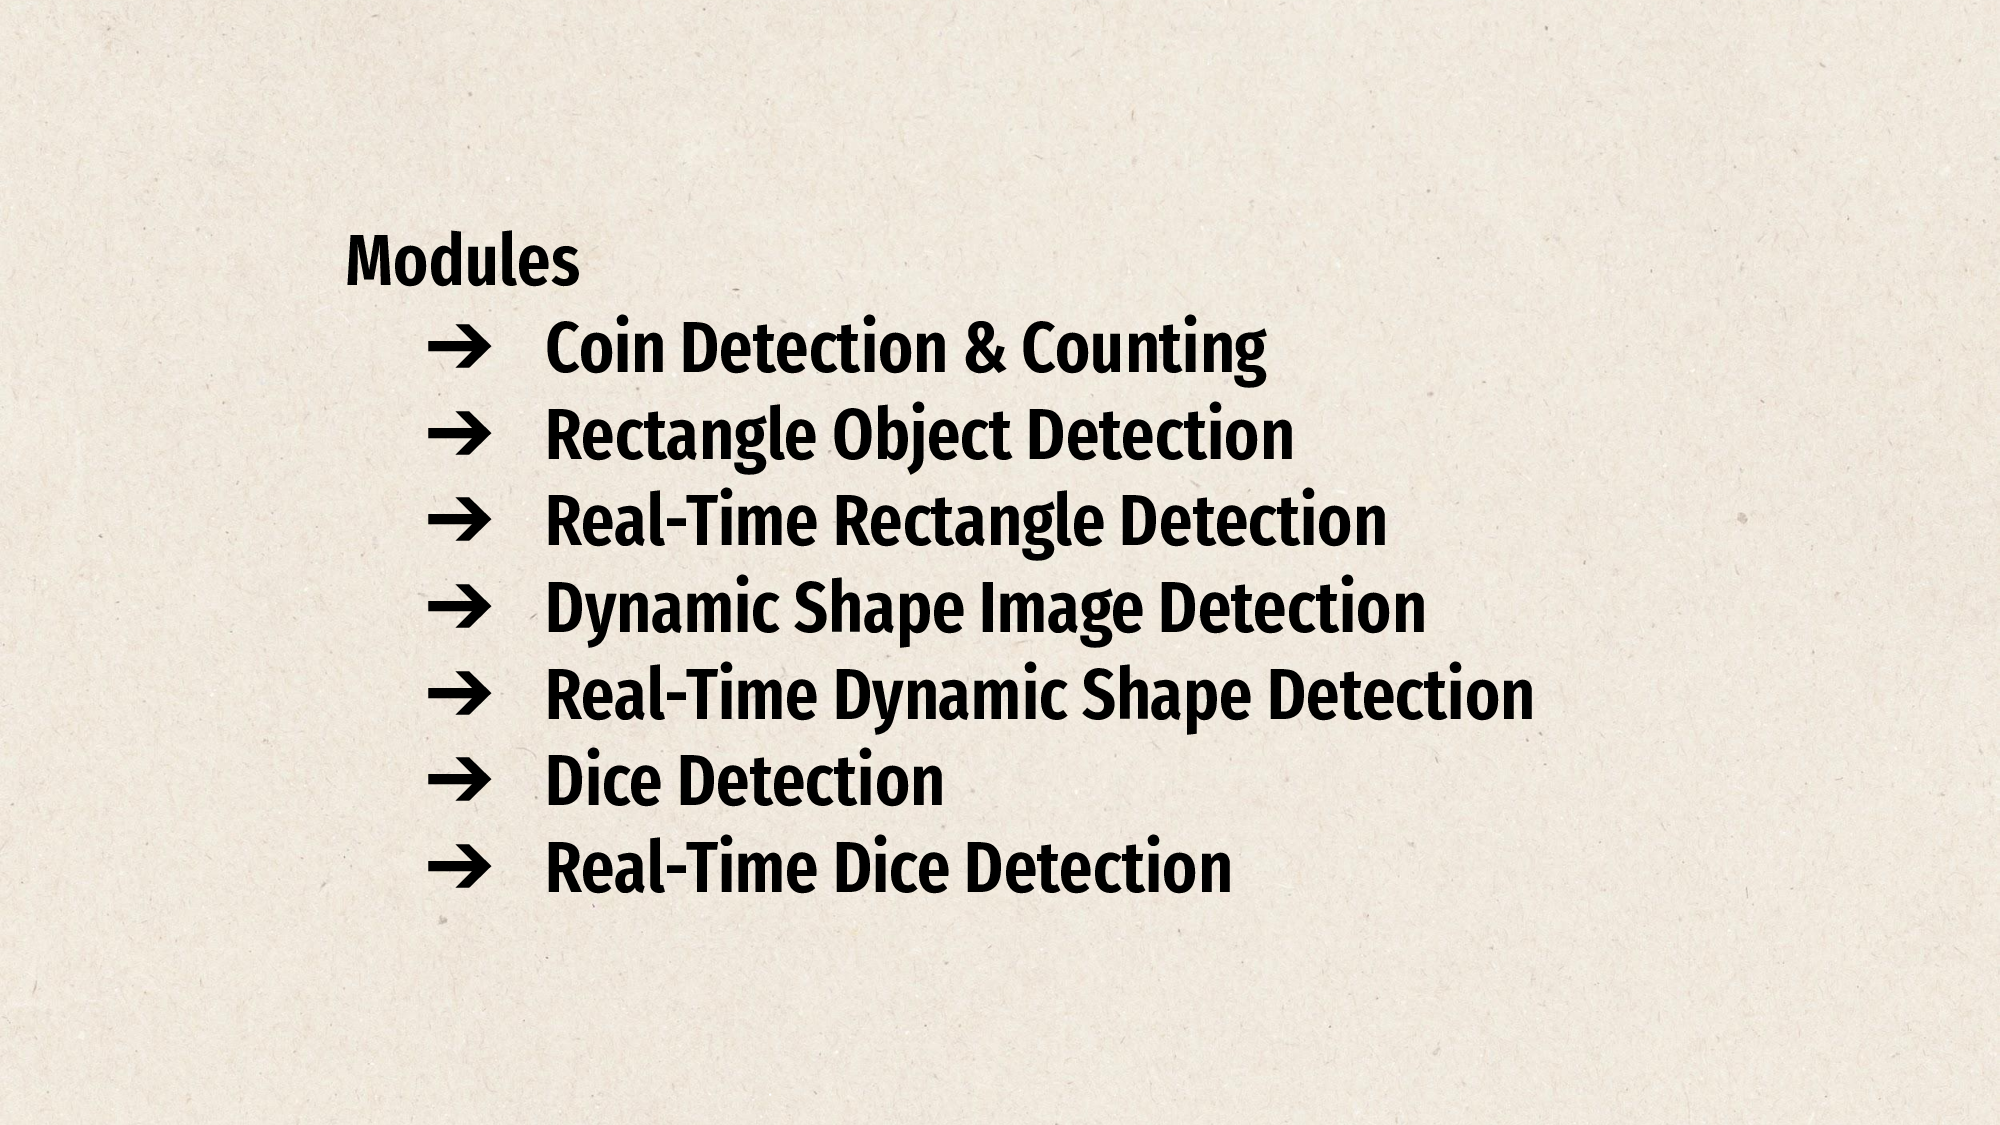 Modules
➔ Coin Detection & Counting
➔ Rectangle Object Detection
➔ Real-Time Rectangle Detection
➔ Dynamic Shape Image Detection
➔ Real-Time Dynamic Shape Detection
➔ Dice Detection
➔ Real-Time Dice Detection